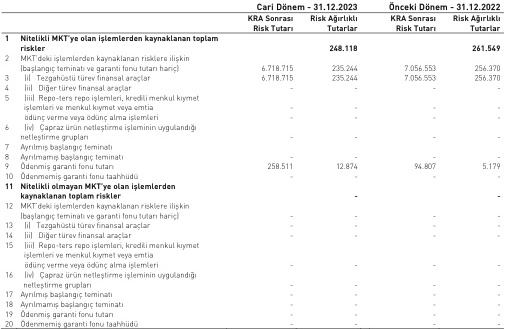 Cari Dönem - 31.12.2023 Önceki Dönem - 31.12.2022
KRA Sonrası Risk Ağırlıklı KRA Sonrası Risk Ağırlıklı
Risk Tutarı Tutarlar Risk Tutarı Tutarlar
1 Nitelikli MKT'ye olan işlemlerden kaynaklanan toplam
riskler 248.118 261.549
2 MKT'deki işlemlerden kaynaklanan risklere ilişkin
(başlangıç teminatı ve garanti fonu tutarı hariç) 6.718.715 235.244 7.056.553 256.370
3 (i) Tezgahüstü türev finansal araçlar 6.718.715 235.244 7.056.553 256.370
4 (ii) Diğer türev finansal araçlar - - - -
5 (iii) Repo-ters repo işlemleri, kredili menkul kıymet
işlemleri ve menkul kıymet veya emtia
ödünç verme veya ödünç alma işlemleri - - - -
6 (iv) Çapraz ürün netleştirme işleminin uygulandığı
netleştirme grupları - - - -
7 Ayrılmış başlangıç teminatı - - - -
8 Ayrılmamış başlangıç teminatı - - - -
9 Ödenmiş garanti fonu tutarı 258.511 12.874 94.807 5.179
10 Ödenmemiş garanti fonu taahhüdü - - - -
11 Nitelikli olmayan MKT'ye olan işlemlerden
kaynaklanan toplam riskler - -
12 MKT'deki işlemlerden kaynaklanan risklere ilişkin
(başlangıç teminatı ve garanti fonu tutarı hariç) - - - -
13 (i) Tezgahüstü türev finansal araçlar - - - -
14 (ii) Diğer türev finansal araçlar - - - -
15 (iii) Repo-ters repo işlemleri, kredili menkul kıymet
işlemleri ve menkul kıymet veya emtia
ödünç verme veya ödünç alma işlemleri - - - -
16 (iv) Çapraz ürün netleştirme işleminin uygulandığı
netleştirme grupları - - - -
17 Ayrılmış başlangıç teminatı - - - -
18 Ayrılmamış başlangıç teminatı - - - -
19 Ödenmiş garanti fonu tutarı - - - -
20 Ödenmemiş garanti fonu taahhüdü - - - -